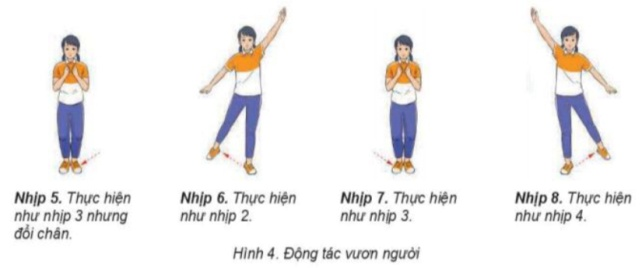 Nhịp 5. Thực hiện
như nhịp 3 nhưng
đổi chân.
Nhịp 6. Thực hiện
như nhịp 2.
Nhịp 7. Thực hiện
như nhịp 3.
Nhịp 8. Thực hiện
như nhịp 4.
Hình 4. Động tác vươn người